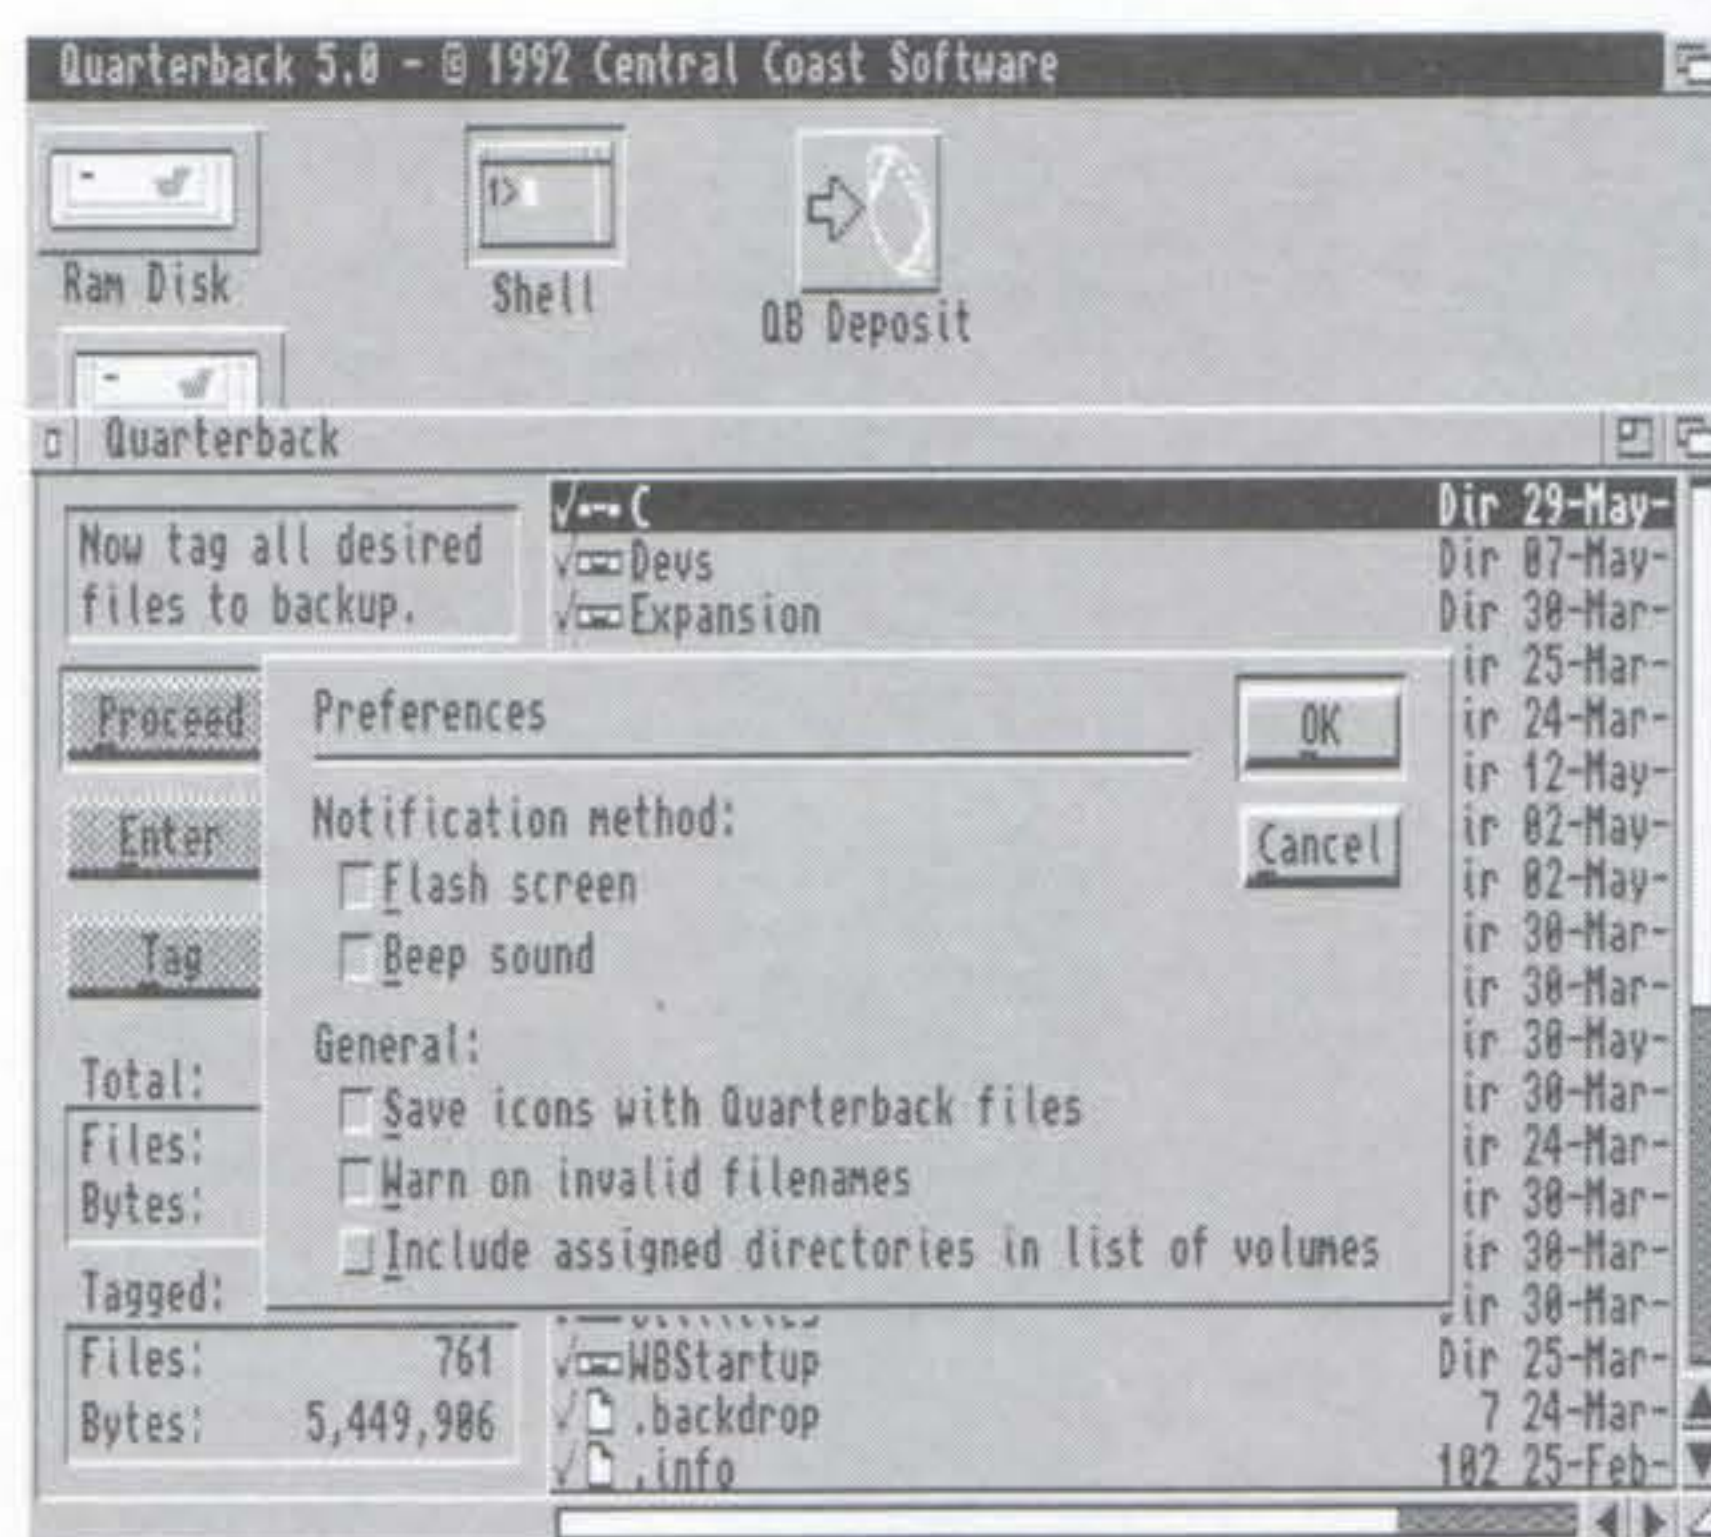 Quarterback 5.0 - © 1992 Central Coast Software
1>
Ram Disk
Shell
QB Deposit
Quarterback
Now tag all desired
files to backup.
Proceed
Enter
Tag
Total:
Files:
Bytes:
Tagged:
Files: 761
Bytes: 5,449,906
C Dir 29-May-
Devs Dir 07-May-
Expansion Dir 30-Mar-
ir 25-Mar-
ir 24-Mar-
ir 12-May-
ir 02-May-
ir 02-May-
ir 30-Mar-
ir 30-Mar-
ir 30-May-
ir 30-Mar-
ir 24-Mar-
ir 30-Mar-
ir 30-Mar-
ir 30-Mar-
WBStartup Dir 25-Mar-
.backdrop 7 24-Mar-
.info 102 25-Feb-
Preferences
OK
Cancel
Notification method:
Flash screen
Beep sound
General:
Save icons with Quarterback files
Warn on invalid filenames
Include assigned directories in list of volumes